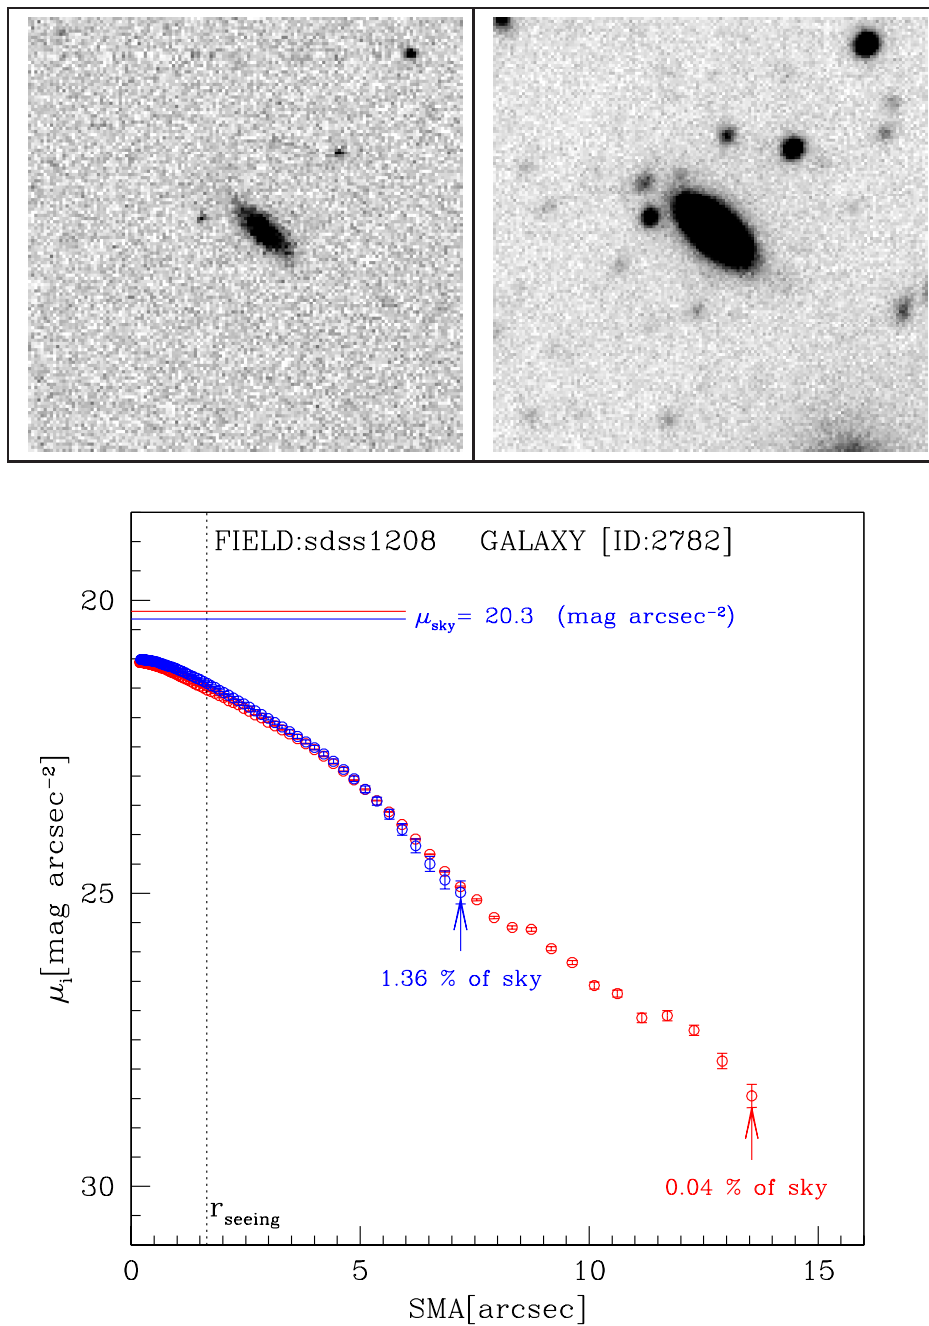 FIELD:sdss1208 GALAXY [ID:2782]
20
μsky= 20.3 (mag arcsec−2)
25
1.36 % of sky
0.04 % of sky
30
rseeing
μi[mag arcsec−2]
0 5 10 15
SMA[arcsec]